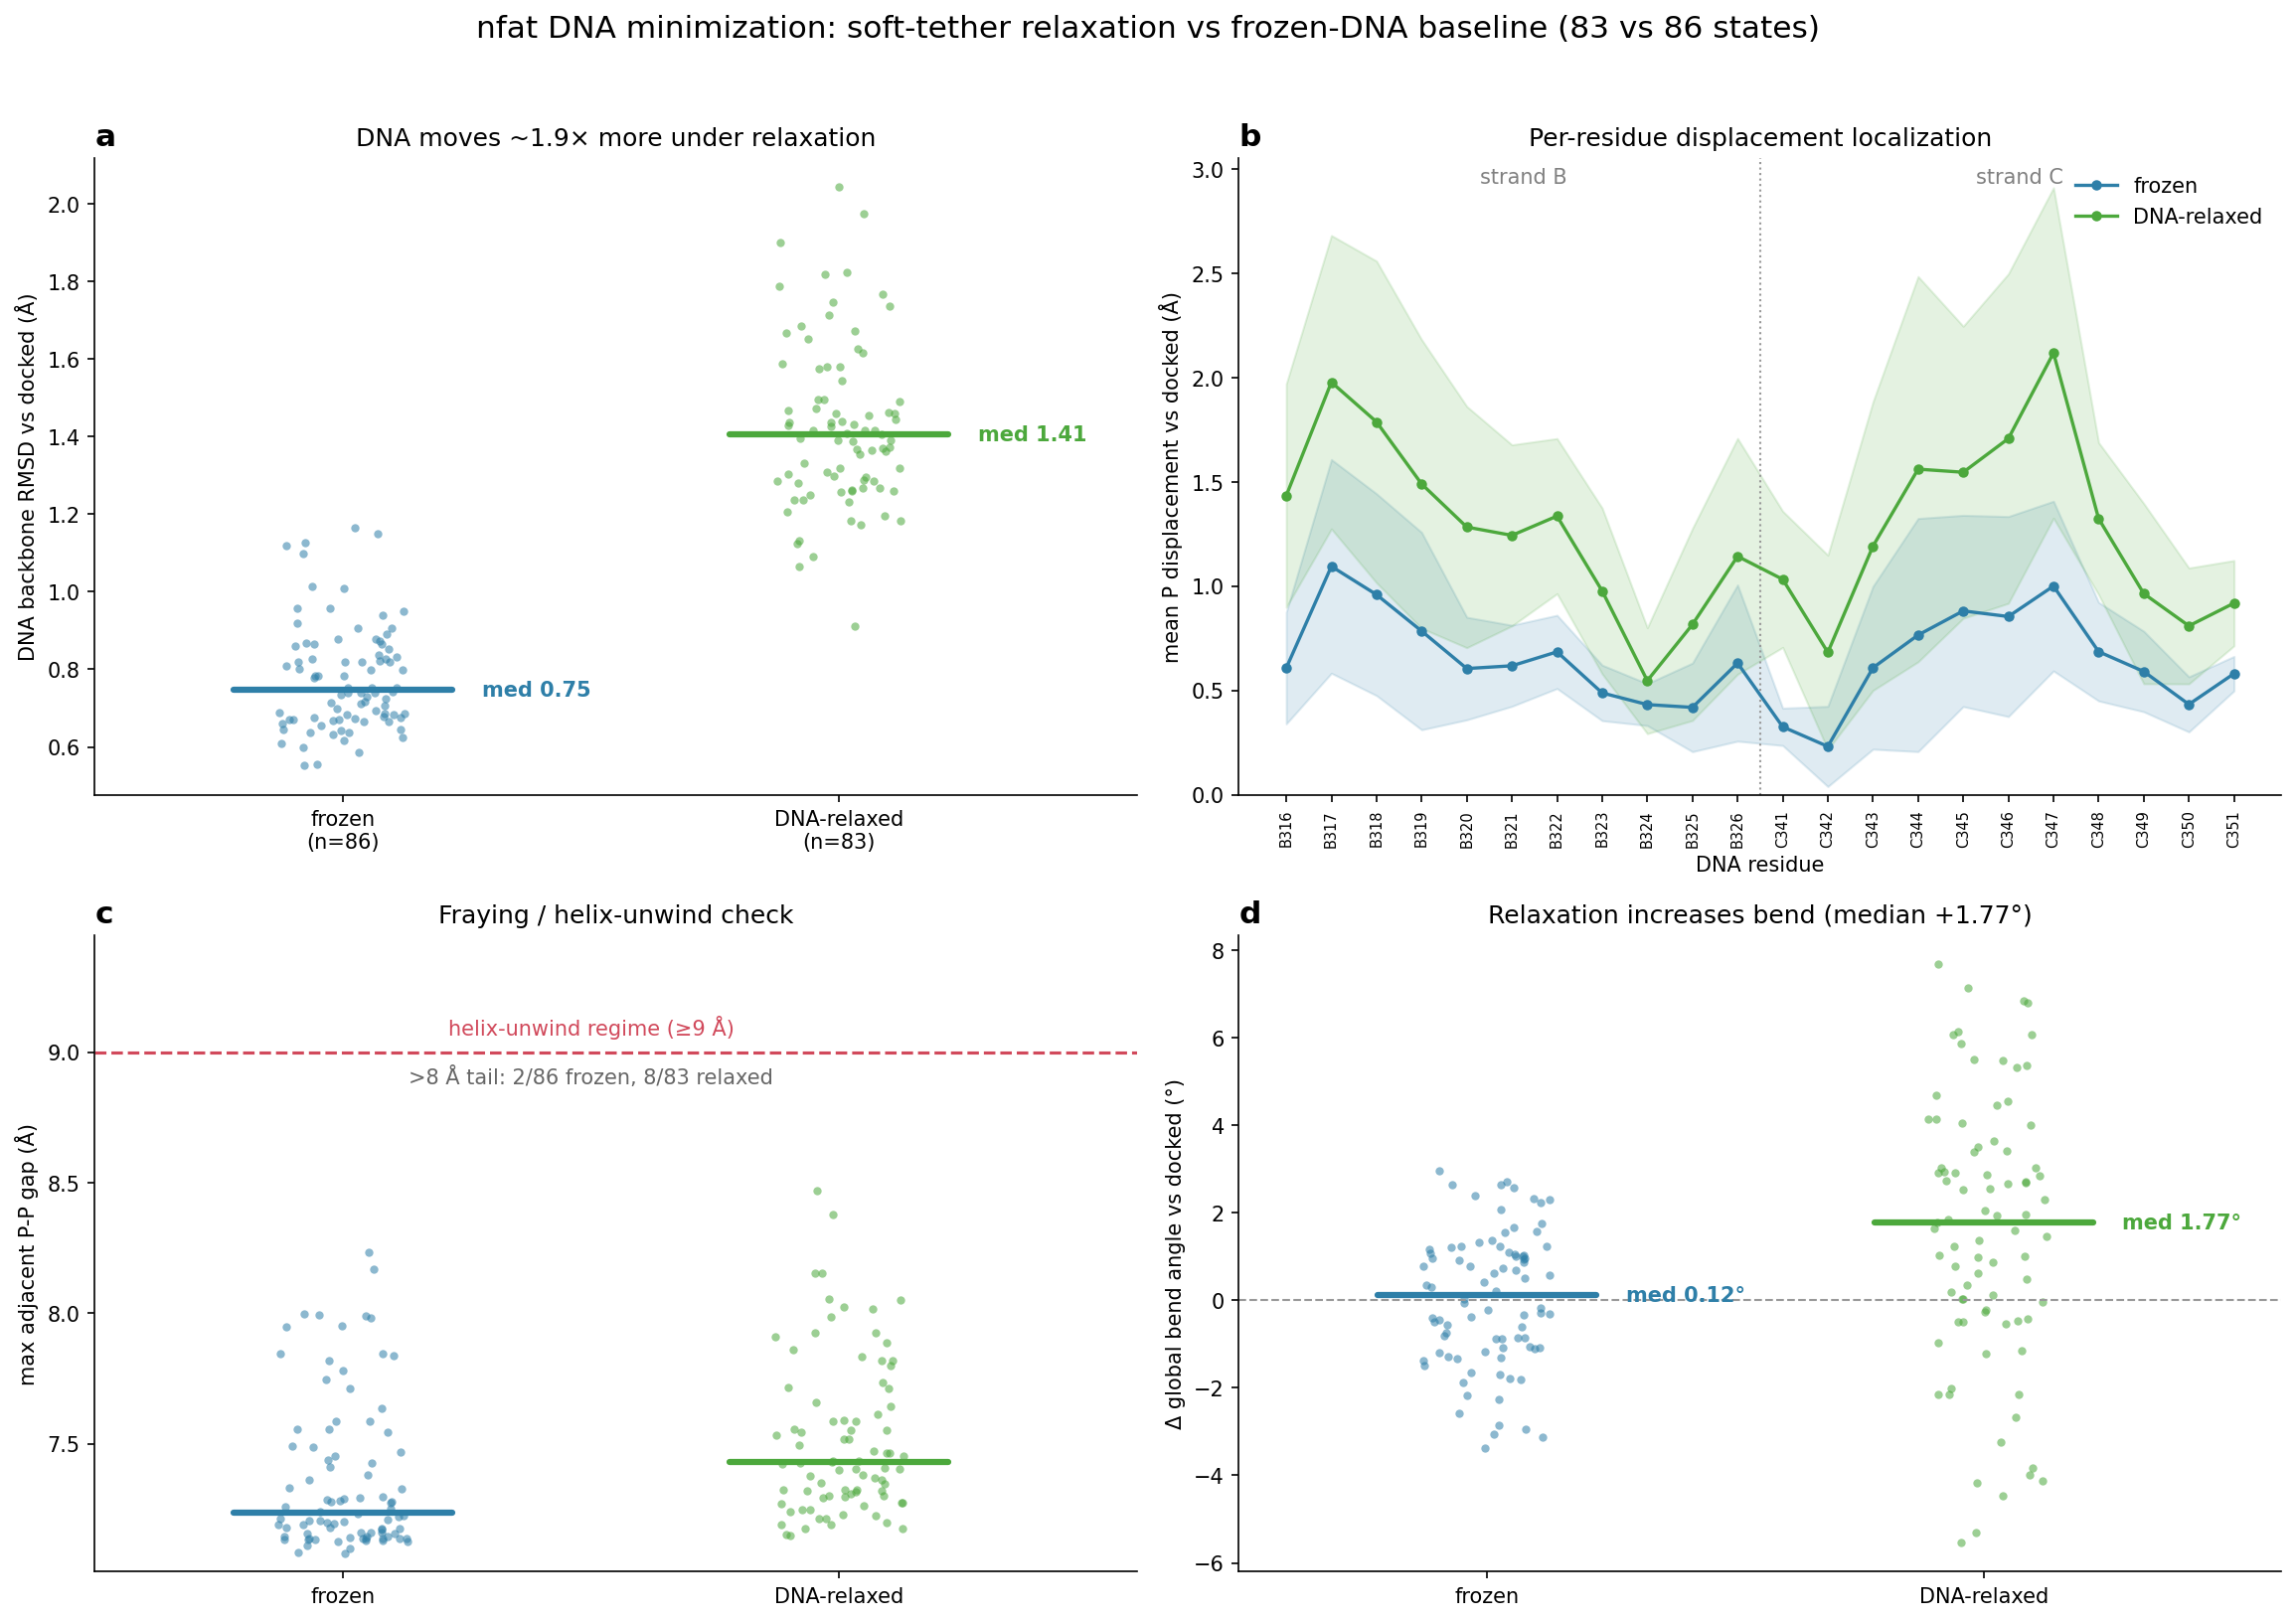 nfat DNA minimization: soft-tether relaxation vs frozen-DNA baseline (83 vs 86 states)
a
DNA moves ~1.9× more under relaxation
DNA backbone RMSD vs docked (Å)
2.0
1.8
1.6
1.4
1.2
1.0
0.8
0.6
med 0.75
med 1.41
frozen
(n=86)
DNA-relaxed
(n=83)
b
Per-residue displacement localization
mean P displacement vs docked (Å)
3.0
2.5
2.0
1.5
1.0
0.5
0.0
strand B
strand C
frozen
DNA-relaxed
B316
B317
B318
B319
B320
B321
B322
B323
B324
B325
B326
C341
C342
C343
C344
C345
C346
C347
C348
C349
C350
C351
DNA residue
c
Fraying / helix-unwind check
max adjacent P-P gap (Å)
9.0
8.5
8.0
7.5
helix-unwind regime (≥9 Å)
>8 Å tail: 2/86 frozen, 8/83 relaxed
frozen
DNA-relaxed
d
Relaxation increases bend (median +1.77°)
Δ global bend angle vs docked (°)
8
6
4
2
0
−2
−4
−6
med 0.12°
med 1.77°
frozen
DNA-relaxed